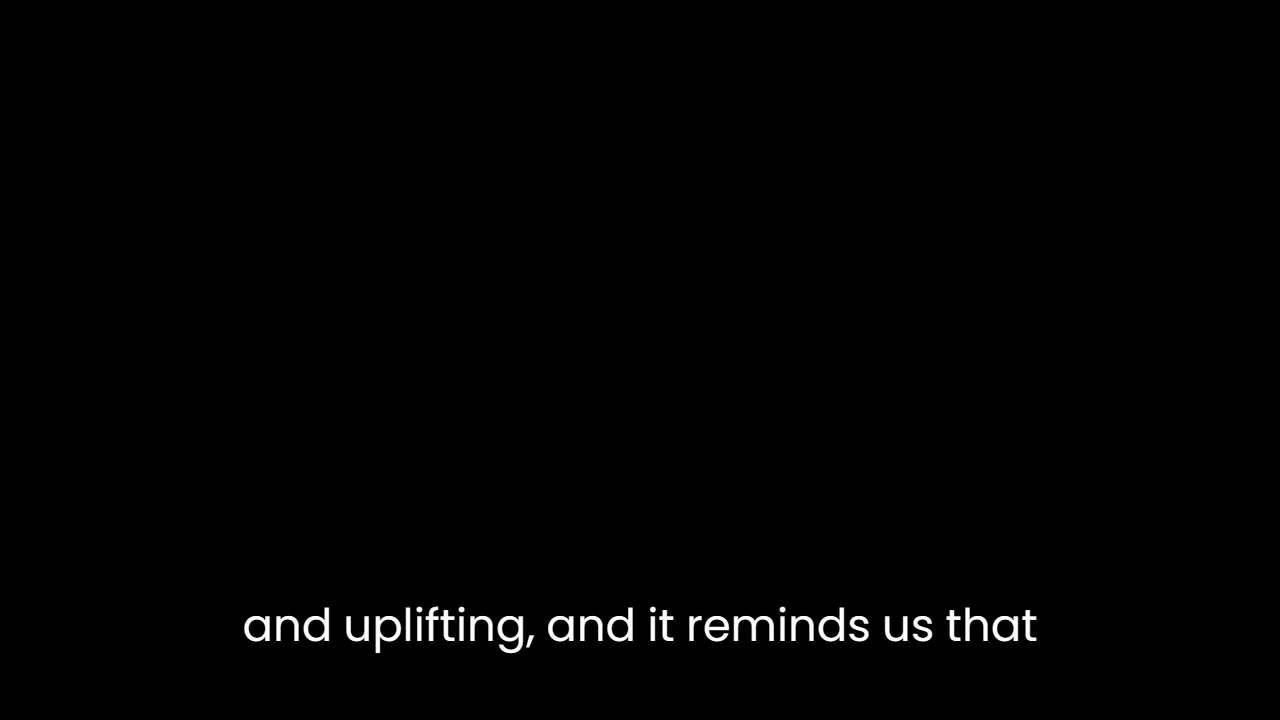 and uplifting, and it reminds us that